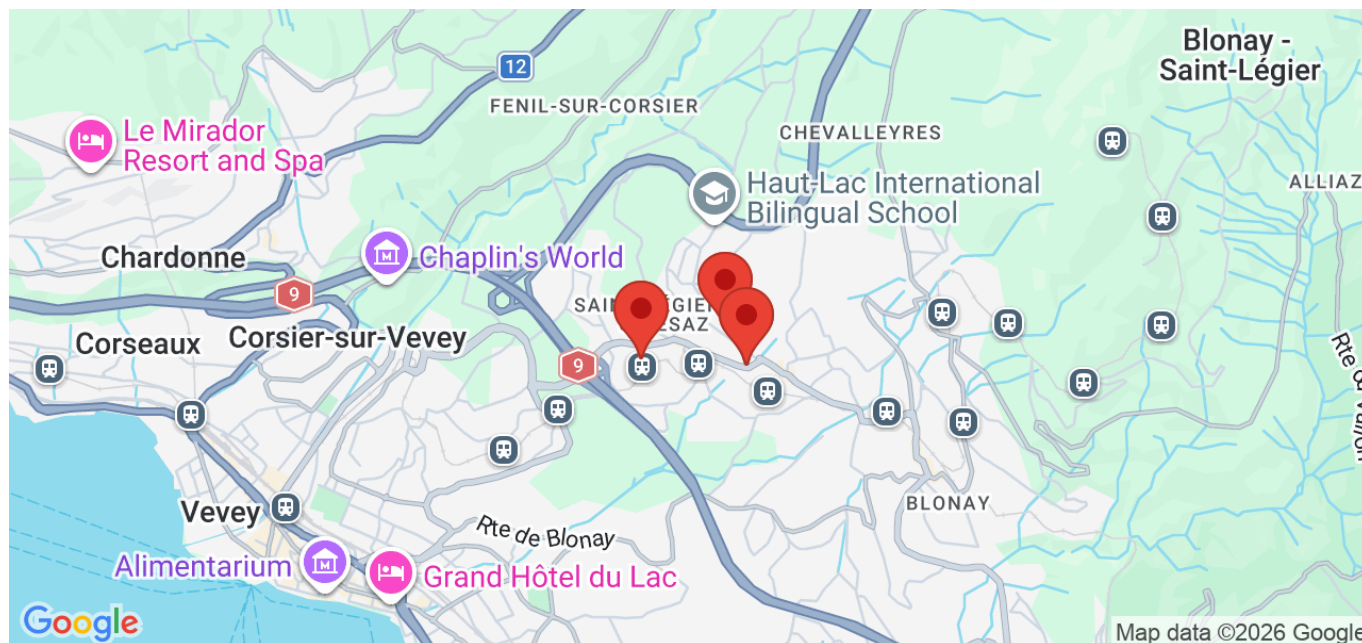 Blonay -
Saint-Légier
12
FENIL-SUR-CORSIER
CHEVALLEYRES
Le Mirador
Resort and Spa
ALLIAZ
Haut-Lac International
Bilingual School
Chardonne
Chaplin's World
9
Corseaux
Corsier-sur-Vevey
9
Vevey
BLONAY
Rte de Blonay
Alimentarium
Grand Hôtel du Lac
Google
Map data ©2026 Google